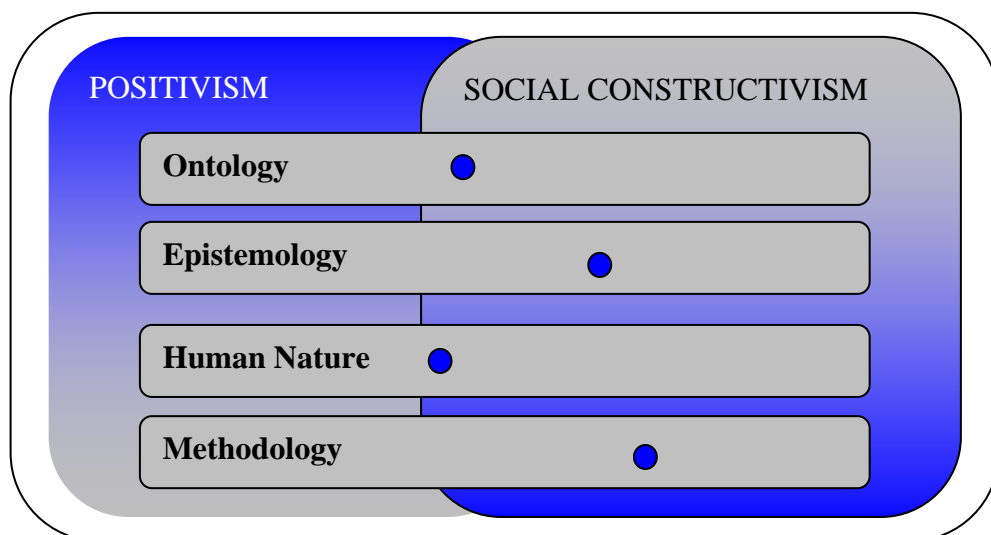 POSITIVISM
SOCIAL CONSTRUCTIVISM
Ontology
Epistemology
Human Nature
Methodology